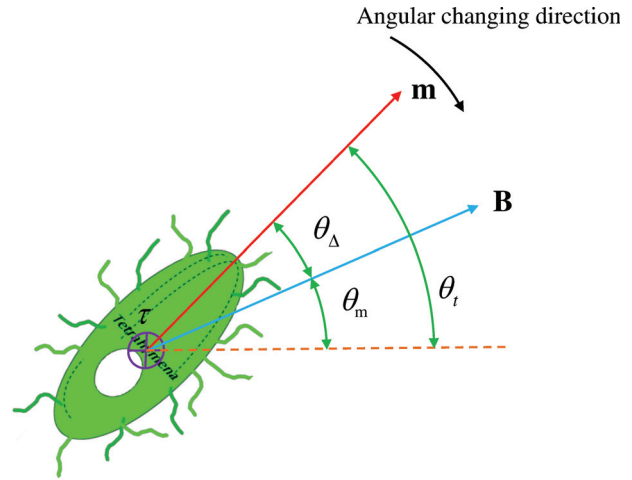 Angular changing direction
m
B
θ_Δ
θ_m
θ_t
τ
Tetrahymena